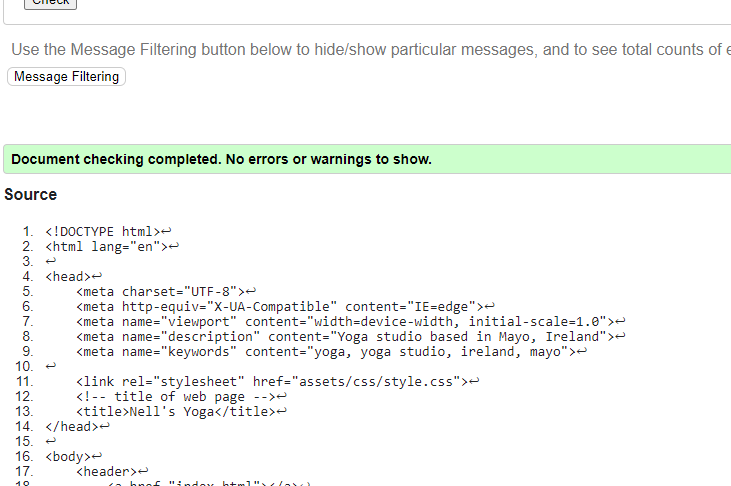 Check
Use the Message Filtering button below to hide/show particular messages, and to see total counts of
Message Filtering
Document checking completed. No errors or warnings to show.
Source
1. <!DOCTYPE html>↩
2. <html lang="en">↩
3. ↩
4. <head>↩
5. <meta charset="UTF-8">↩
6. <meta http-equiv="X-UA-Compatible" content="IE=edge">↩
7. <meta name="viewport" content="width=device-width, initial-scale=1.0">↩
8. <meta name="description" content="Yoga studio based in Mayo, Ireland">↩
9. <meta name="keywords" content="yoga, yoga studio, ireland, mayo">↩
10. ↩
11. <link rel="stylesheet" href="assets/css/style.css">↩
12. <!-- title of web page -->↩
13. <title>Nell's Yoga</title>↩
14. </head>↩
15. ↩
16. <body>↩
17. <header>↩
18. <a href="index.html"></a>↩